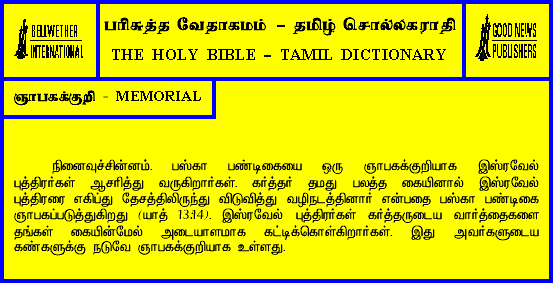 BELLWETHER
INTERNATIONAL
பரிசுத்த வேதாகமம் – தமிழ் சொல்லகராதி
THE HOLY BIBLE – TAMIL DICTIONARY
GOOD NEWS
PUBLISHERS
ஞாபகக்குறி - MEMORIAL
நினைவுச்சின்னம். பஸ்கா பண்டிகையை ஒரு ஞாபகக்குறியாக இஸ்ரவேல்
புத்திரர்கள் ஆசரித்து வருகிறார்கள். கர்த்தர் தமது பலத்த கையினால் இஸ்ரவேல்
புத்திரரை எகிப்து தேசத்திலிருந்து விடுவித்து வழிநடத்தினார் என்பதை பஸ்கா பண்டிகை
ஞாபகப்படுத்துகிறது (யாத் 13:14). இஸ்ரவேல் புத்திரர்கள் கர்த்தருடைய வார்த்தைகளை
தங்கள் கையின்மேல் அடையாளமாக கட்டிக்கொள்கிறார்கள். இது அவர்களுடைய
கண்களுக்கு நடுவே ஞாபகக்குறியாக உள்ளது.